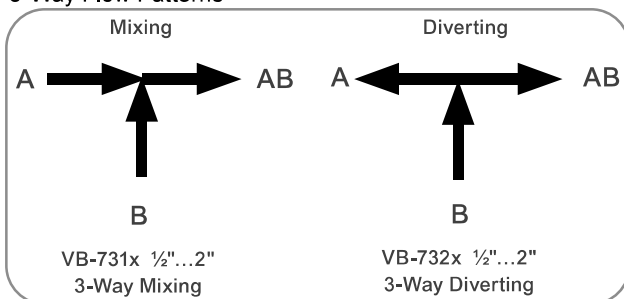 3-Way Flow Patterns
Mixing
A AB
B
VB-731x ½"...2"
3-Way Mixing
Diverting
A AB
B
VB-732x ½"...2"
3-Way Diverting